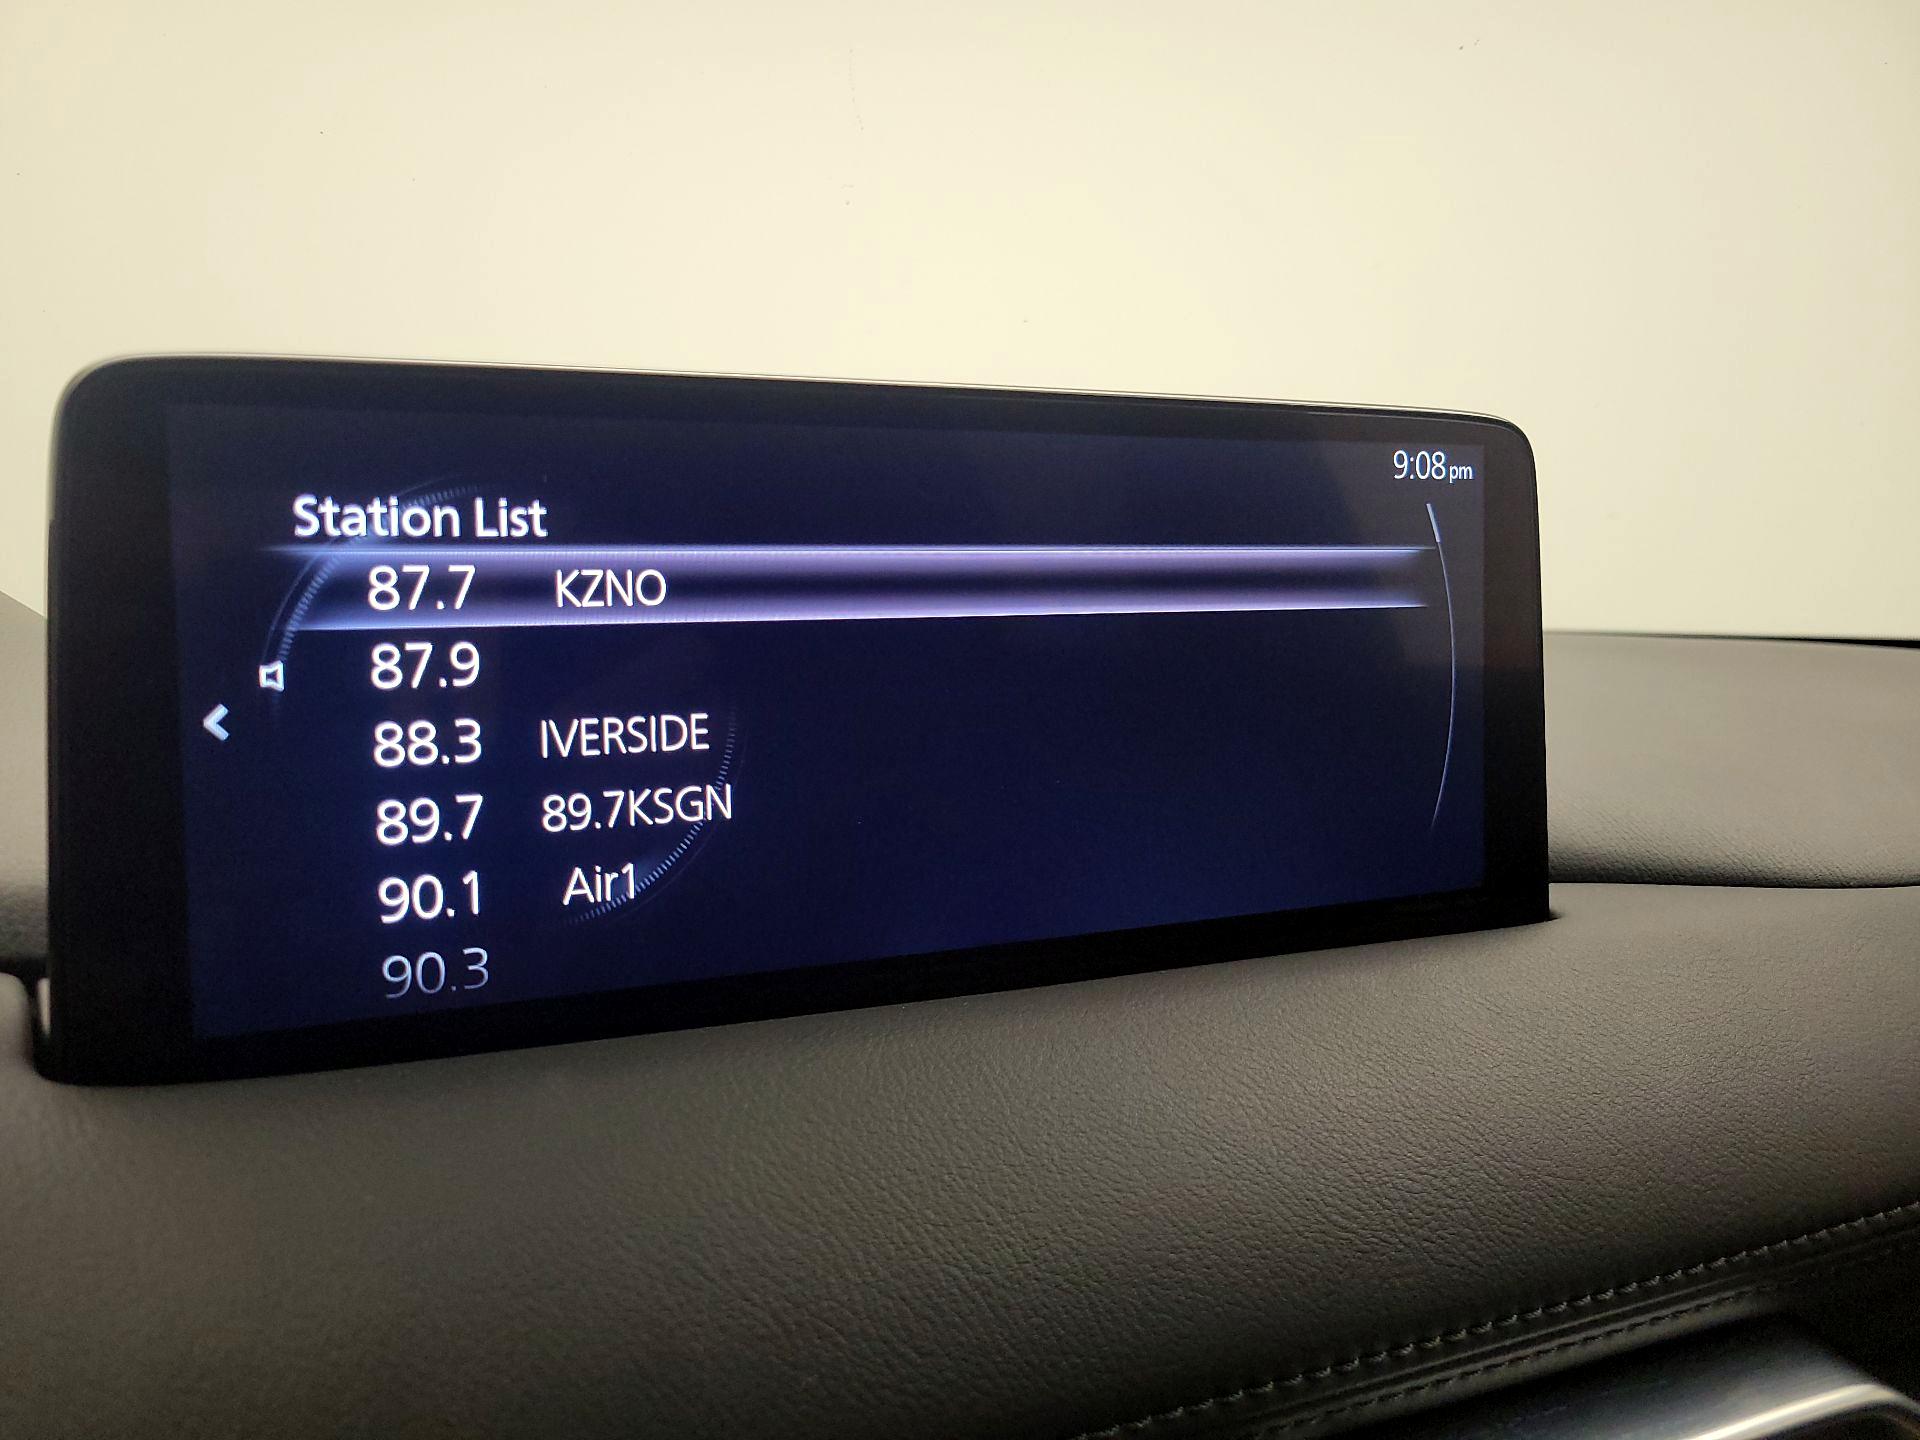 9:08 pm
Station List
87.7 KZNO
87.9
88.3 IVERSIDE
89.7 89.7KSGN
90.1 Air1
90.3